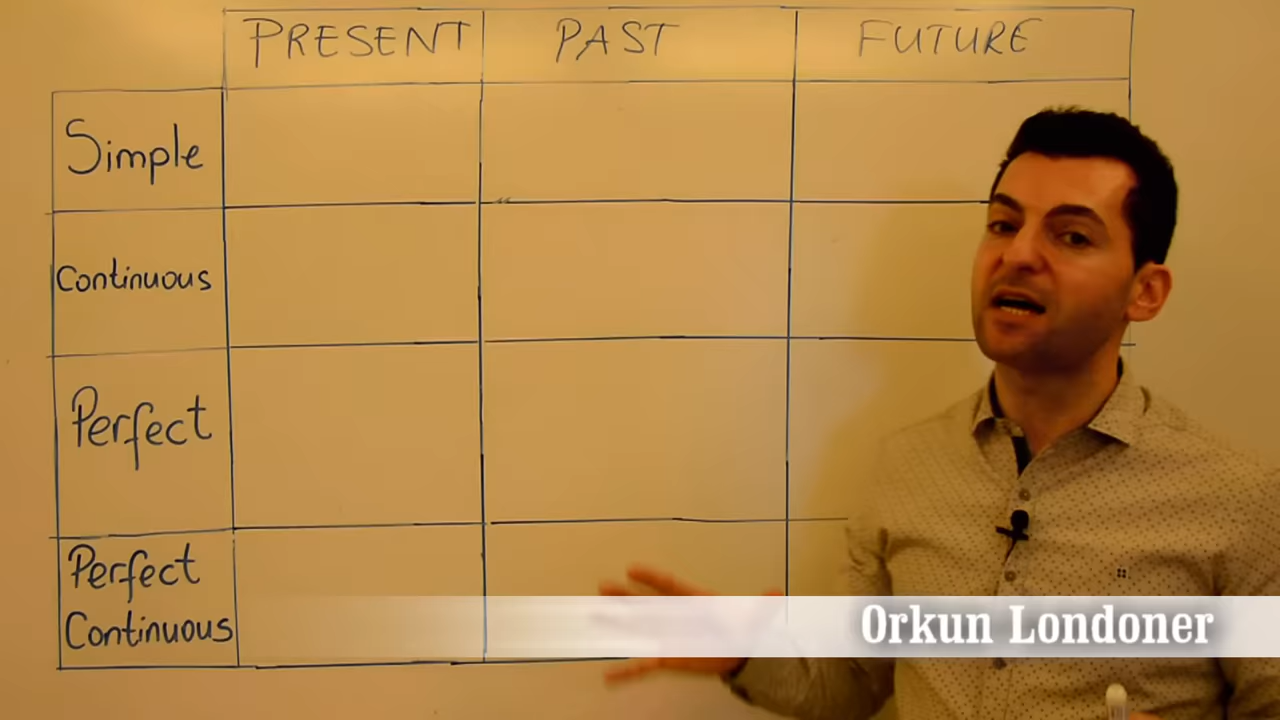 PRESENT PAST FUTURE
Simple
Continuous
Perfect
Perfect
Continuous
Orkun Londoner